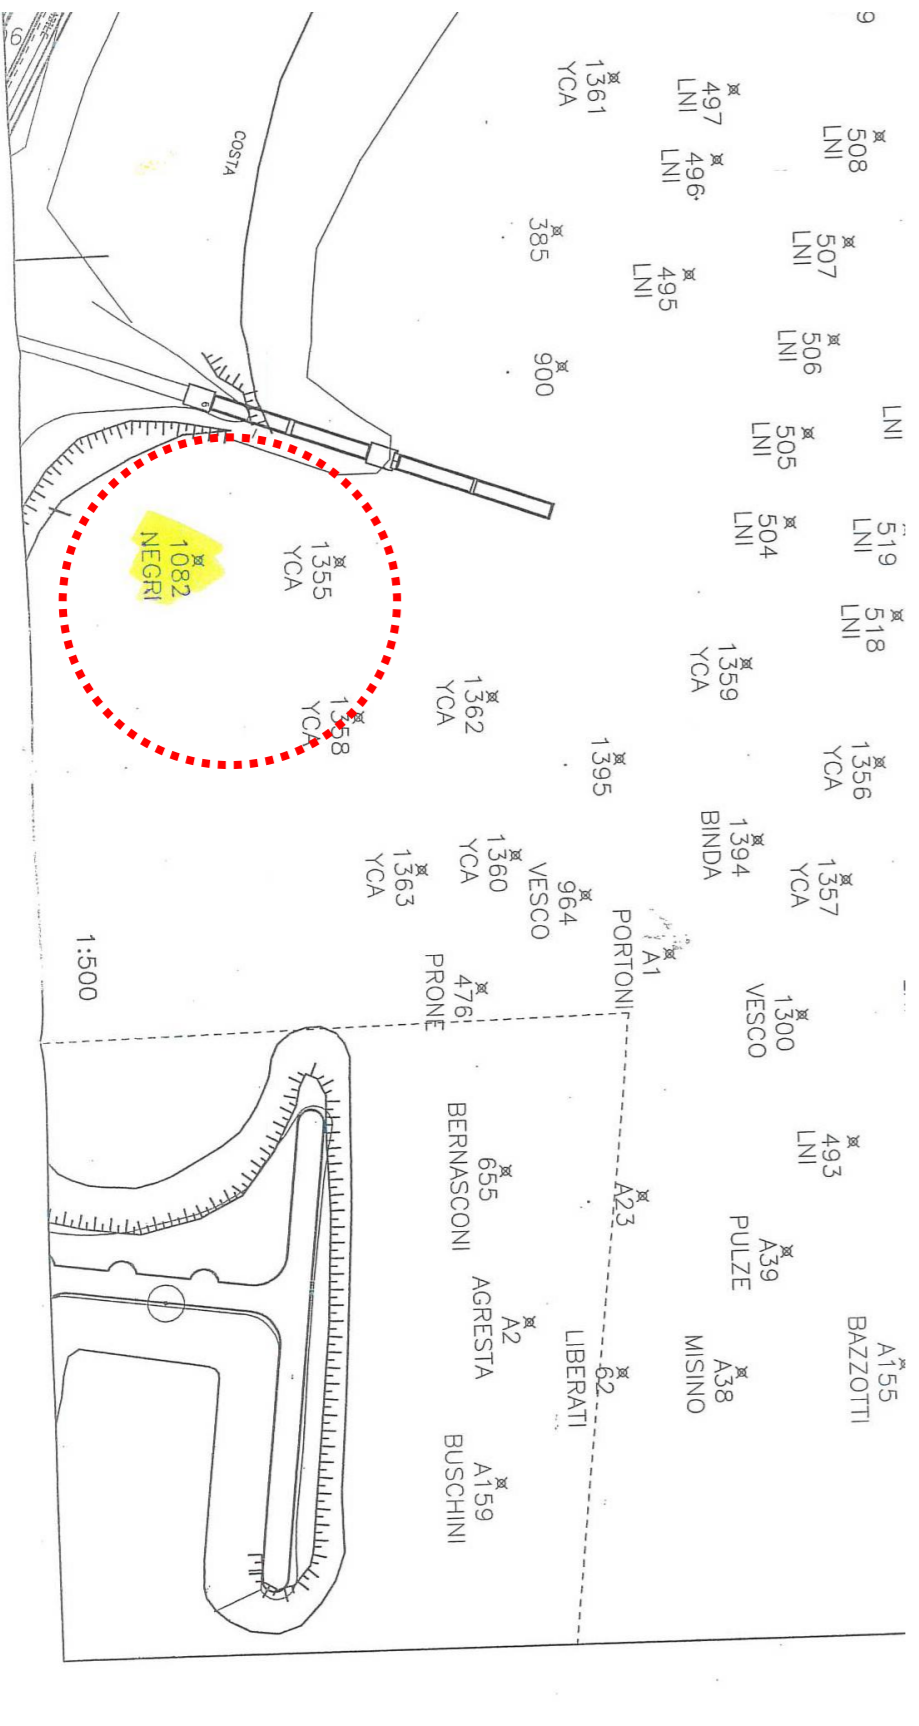 LNI
519
LNI
518
LNI
A155
BAZZOTTI
508
LNI
507
LNI
506
LNI
505
LNI
504
LNI
1356
YCA
1357
YCA
493
LNI
1359
YCA
1394
BINDA
1300
VESCO
A39
PULZE
A38
MISINO
497
LNI
496
LNI
495
LNI
A1
PORTONI
A23
62
LIBERATI
1361
YCA
385
900
1395
964
VESCO
1362
YCA
1360
YCA
476
PRONE
655
BERNASCONI
A2
AGRESTA
A159
BUSCHINI
1355
YCA
1358
YCA
1363
YCA
COSTA
6
1082
NEGRI
1:500